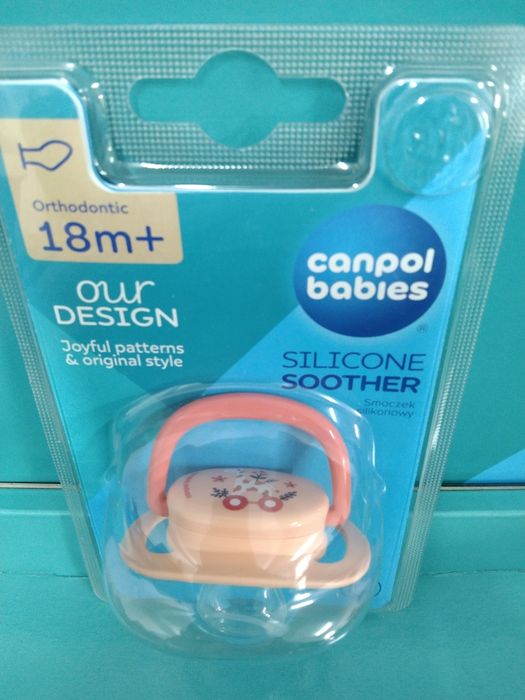 Orthodontic
18m+
our
DESIGN
Joyful patterns
& original style
canpol
babies
®
SILICONE
SOOTHER
Smoczek
silikonowy